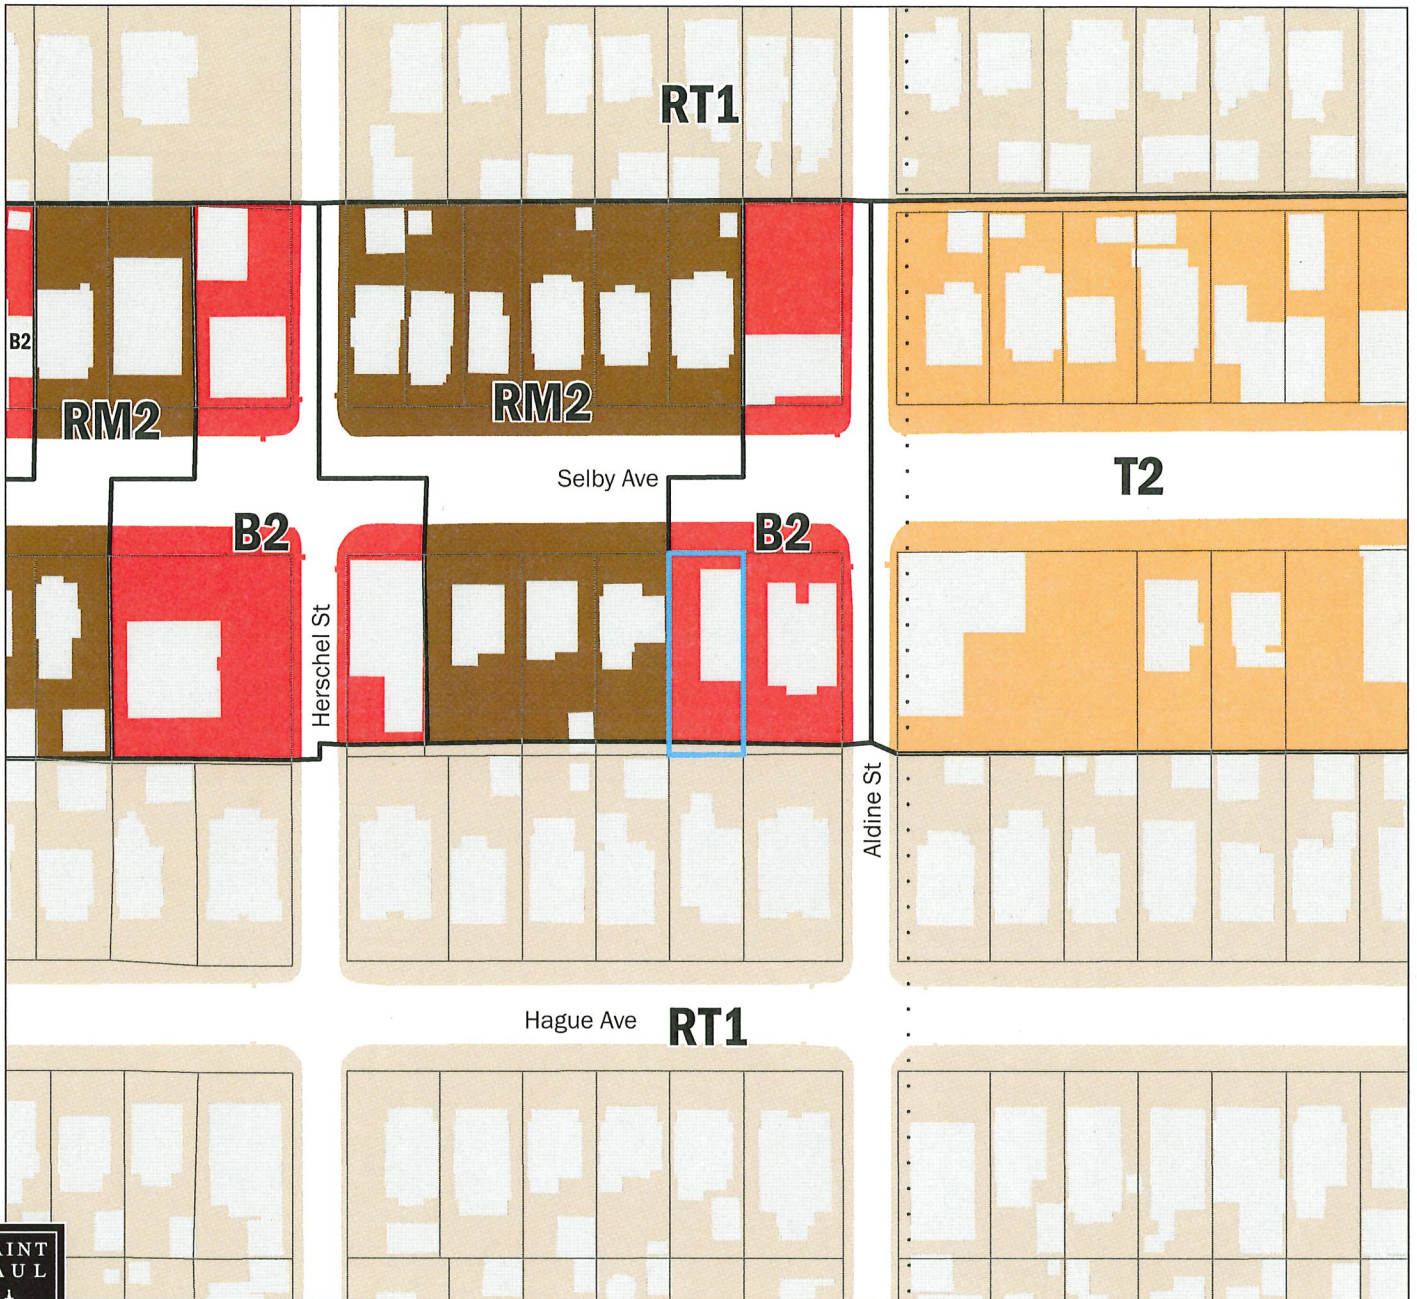 RT1
B2
RM2
RM2
Selby Ave
T2
B2
B2
Herschel St
Aldine St
Hague Ave
RT1
AINT
AUL